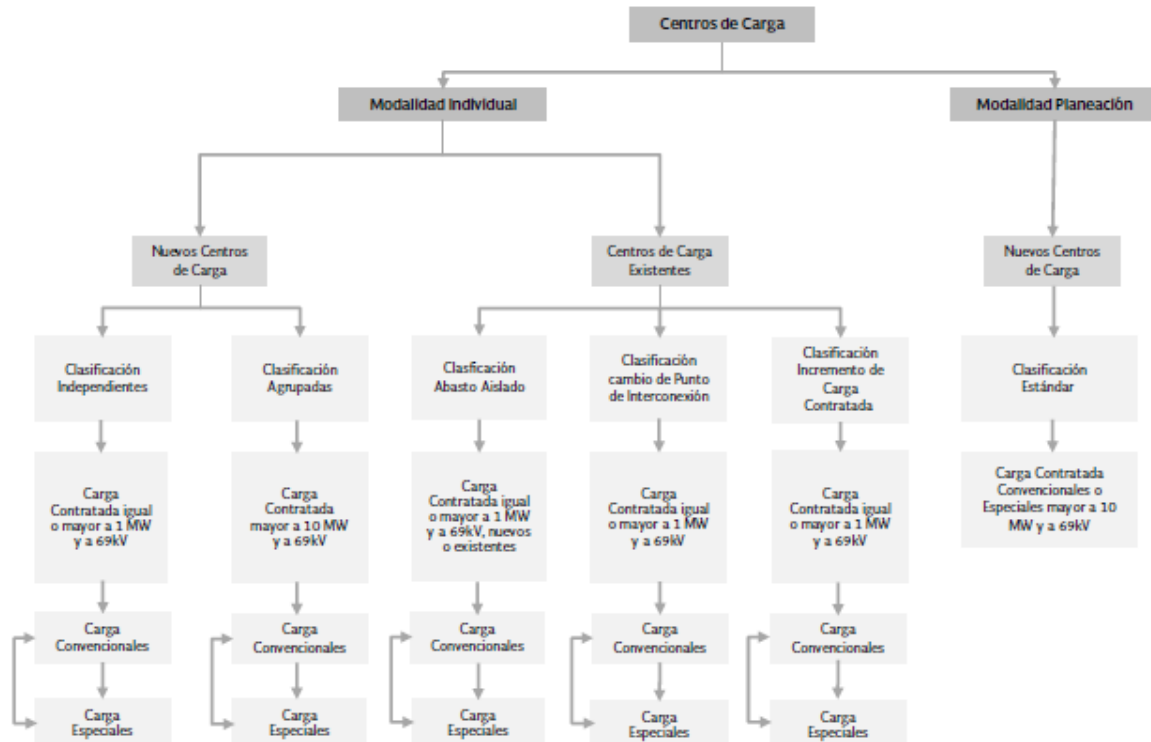 Centros de Carga
Modalidad Individual
Modalidad Planeación
Nuevos Centros
de Carga
Centros de Carga
Existentes
Nuevos Centros
de Carga
Clasificación
Independientes
Clasificación
Agrupadas
Clasficación
Abasto Aislado
Clasificación
cambio de Punto
de Interconexión
Clasificación
Incremento de
Carga
Contratada
Clasificación
Estándar
Carga
Contratada igual
o mayor a 1 MW
y a 69kV
Carga
Contratada
mayor a 10 MW
y a 69kV
Carga
Contratada igual
o mayor a 1 MW
y a 69kV, nuevos
o existentes
Carga
Contratada igual
o mayor a 1 MW
y a 69kV
Carga
Contratada igual
o mayor a 1 MW
y a 69kV
Carga Contratada
Convencionales o
Especiales mayor a 10
MW y a 69kV
Carga
Convencionales
Carga
Convencionales
Carga
Convencionales
Carga
Convencionales
Carga
Convencionales
Carga
Especiales
Carga
Especiales
Carga
Especiales
Carga
Especiales
Carga
Especiales